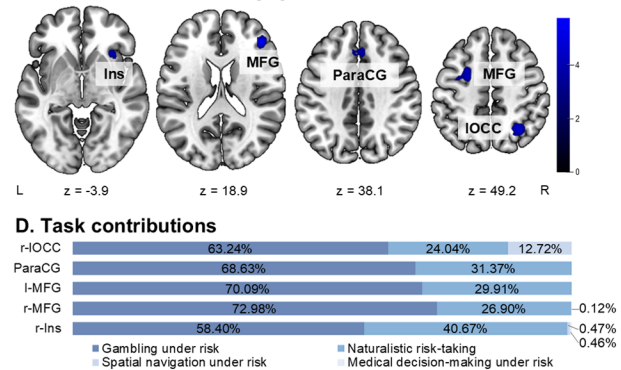 Ins
MFG
ParaCG
MFG
lOCC
4
2
0
L z = -3.9 z = 18.9 z = 38.1 z = 49.2 R
D. Task contributions
r-lOCC 63.24% 24.04% 12.72%
ParaCG 68.63% 31.37%
l-MFG 70.09% 29.91%
r-MFG 72.98% 26.90% 0.12%
r-Ins 58.40% 40.67% 0.47%
0.46%
Gambling under risk Naturalistic risk-taking
Spatial navigation under risk Medical decision-making under risk